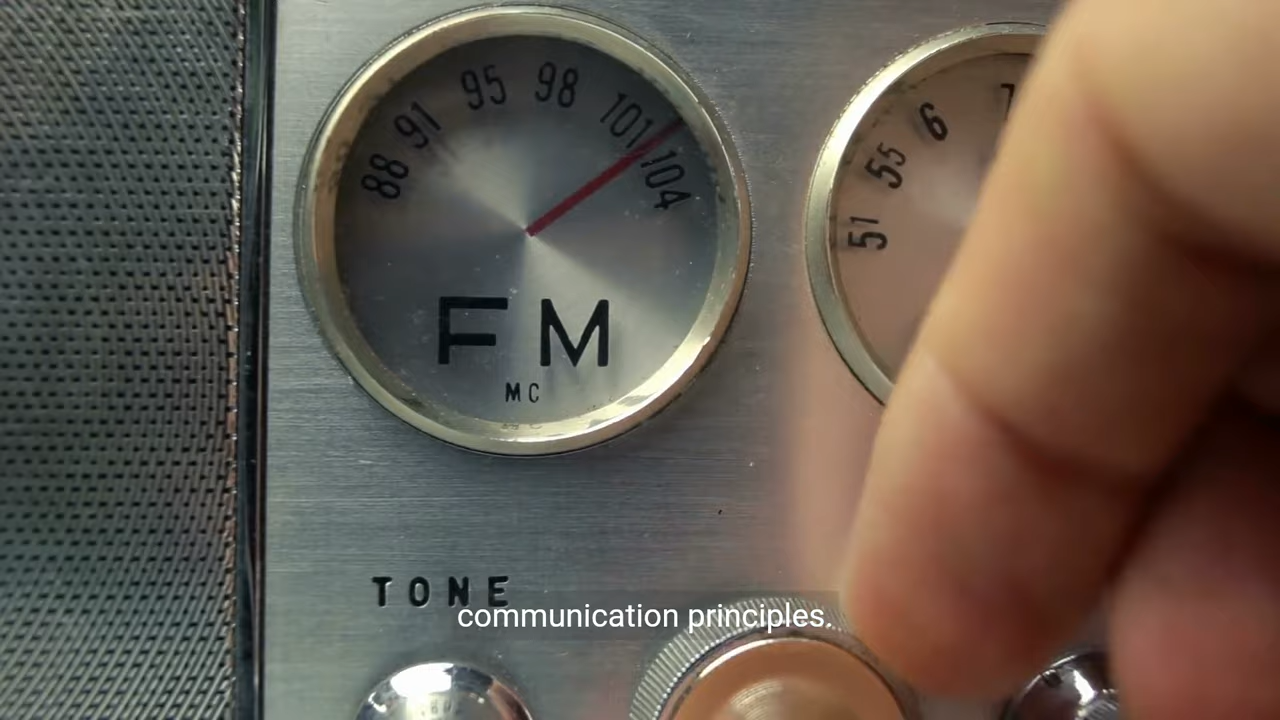 88 91 95 98 101 104
FM
MC
51 55 6
TONE
communication principles.